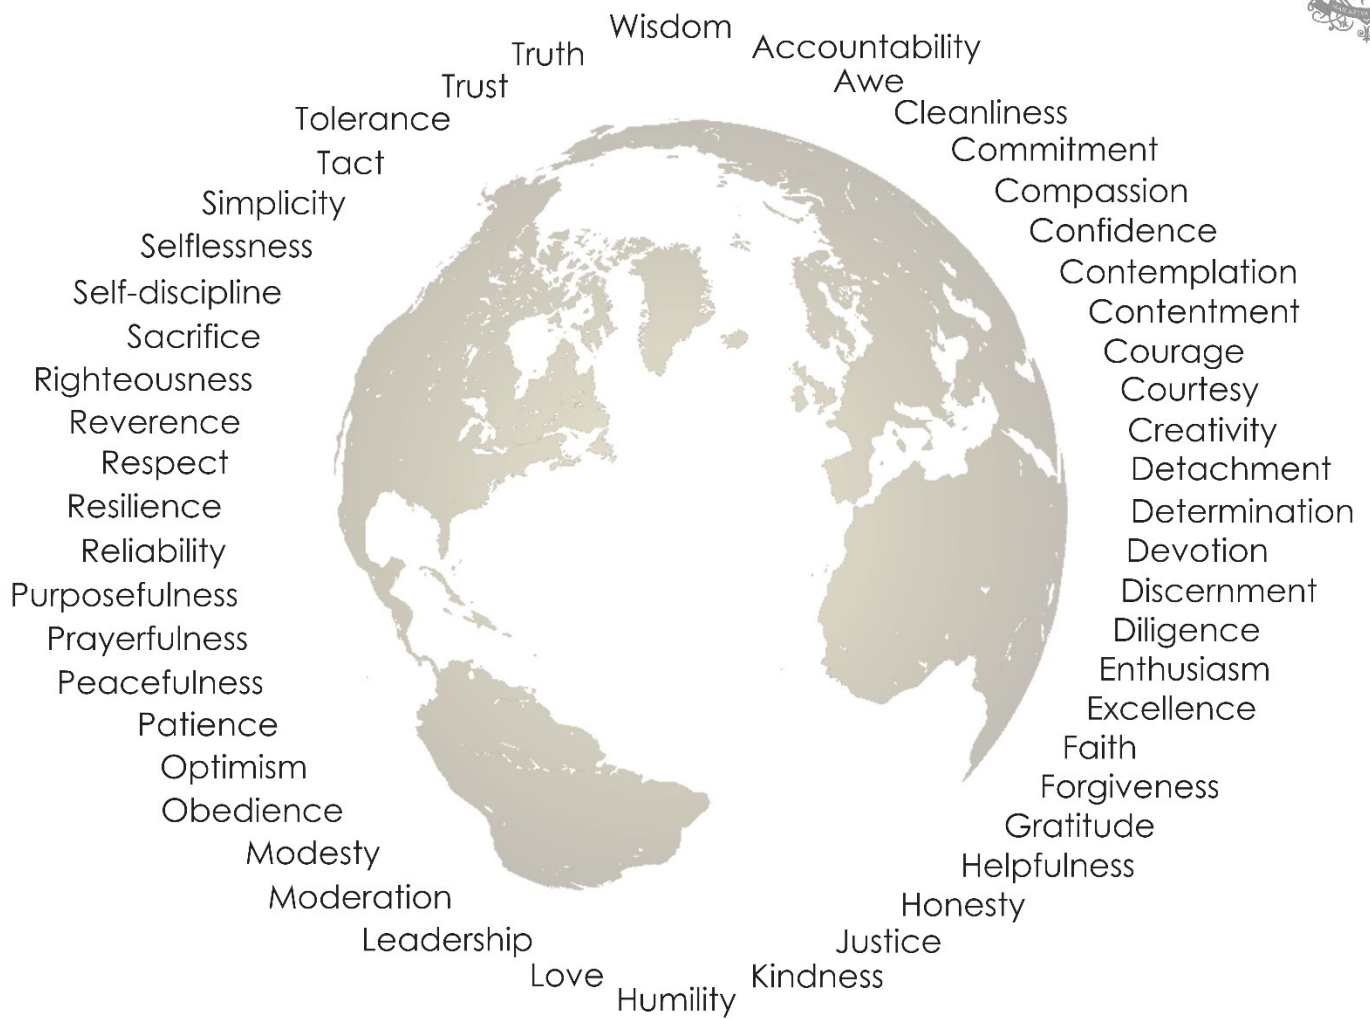 Wisdom
Accountability
Awe
Cleanliness
Commitment
Compassion
Confidence
Contemplation
Contentment
Courage
Courtesy
Creativity
Detachment
Determination
Devotion
Discernment
Diligence
Enthusiasm
Excellence
Faith
Forgiveness
Gratitude
Helpfulness
Honesty
Justice
Kindness
Humility
Love
Leadership
Moderation
Modesty
Obedience
Optimism
Patience
Peacefulness
Prayerfulness
Purposefulness
Reliability
Resilience
Respect
Reverence
Righteousness
Sacrifice
Self-discipline
Selflessness
Simplicity
Tact
Tolerance
Trust
Truth